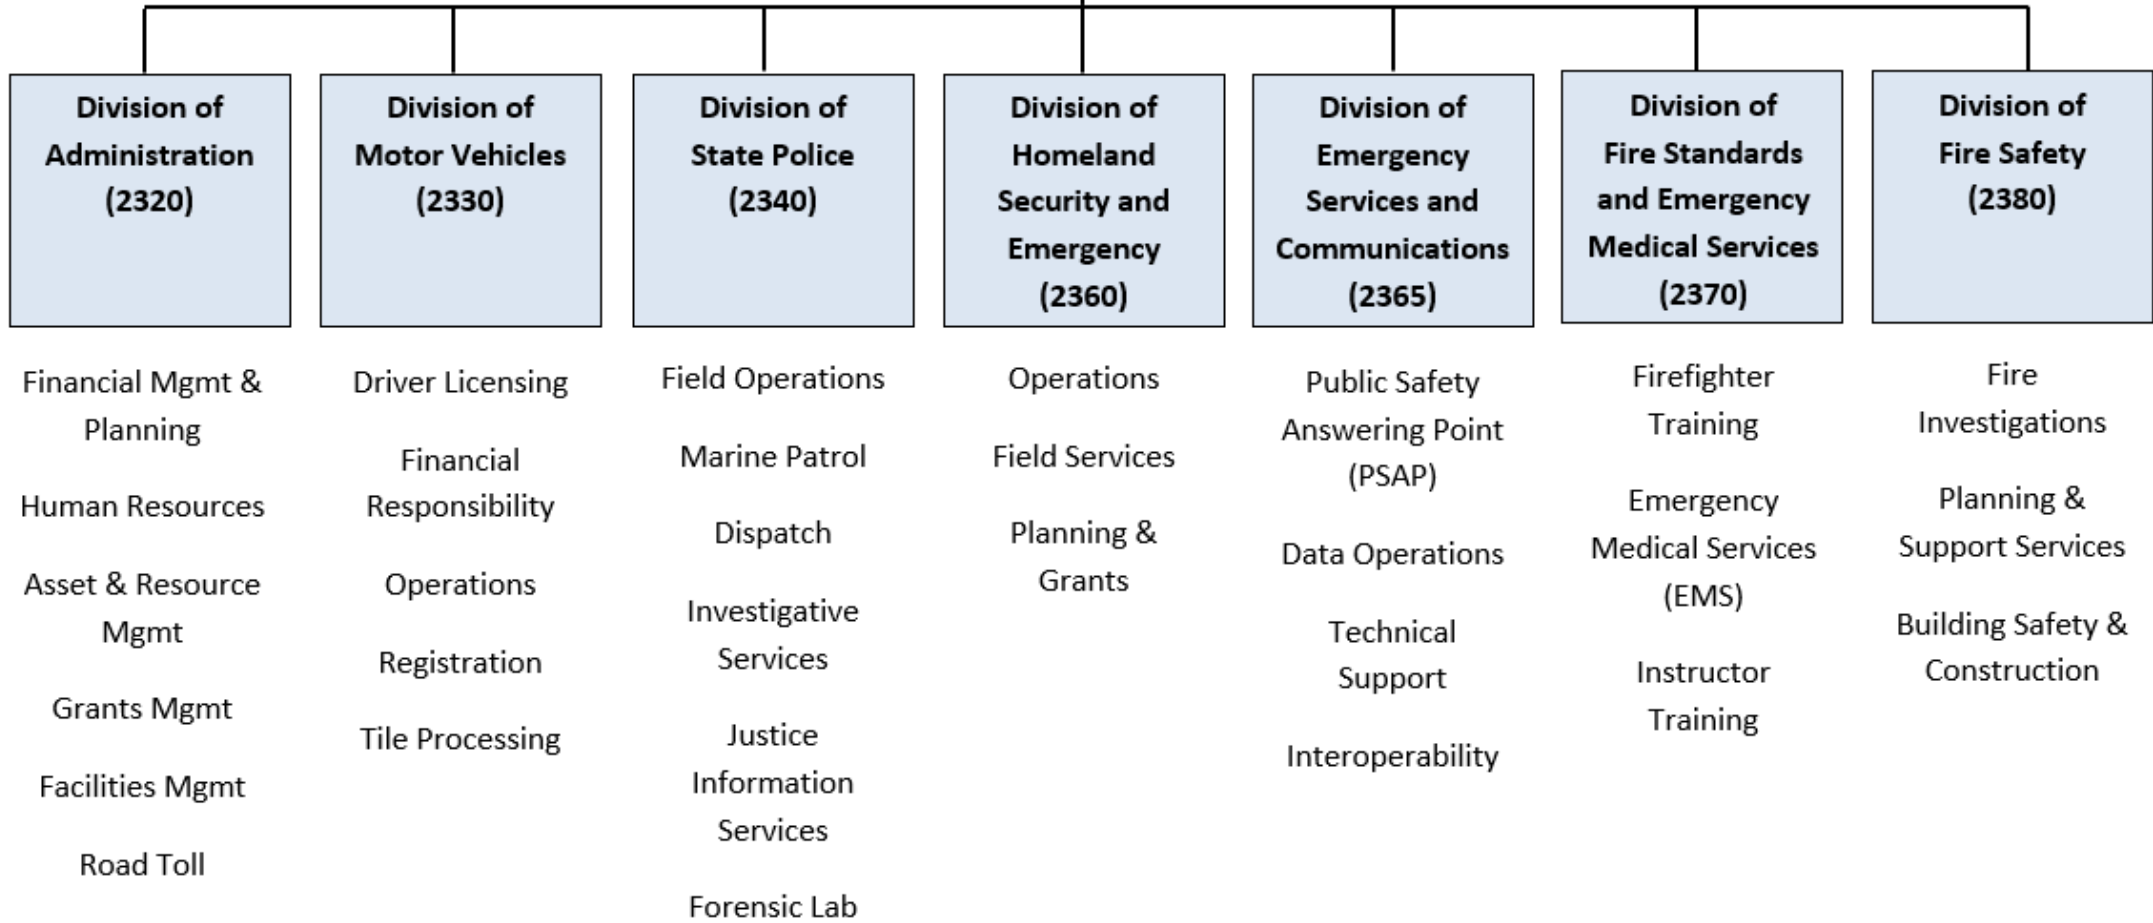 Division of
Administration
(2320)
Financial Mgmt &
Planning
Human Resources
Asset & Resource
Mgmt
Grants Mgmt
Facilities Mgmt
Road Toll
Division of
Motor Vehicles
(2330)
Driver Licensing
Financial
Responsibility
Operations
Registration
Tile Processing
Division of
State Police
(2340)
Field Operations
Marine Patrol
Dispatch
Investigative
Services
Justice
Information
Services
Forensic Lab
Division of
Homeland
Security and
Emergency
(2360)
Operations
Field Services
Planning &
Grants
Division of
Emergency
Services and
Communications
(2365)
Public Safety
Answering Point
(PSAP)
Data Operations
Technical
Support
Interoperability
Division of
Fire Standards
and Emergency
Medical Services
(2370)
Firefighter
Training
Emergency
Medical Services
(EMS)
Instructor
Training
Division of
Fire Safety
(2380)
Fire
Investigations
Planning &
Support Services
Building Safety &
Construction